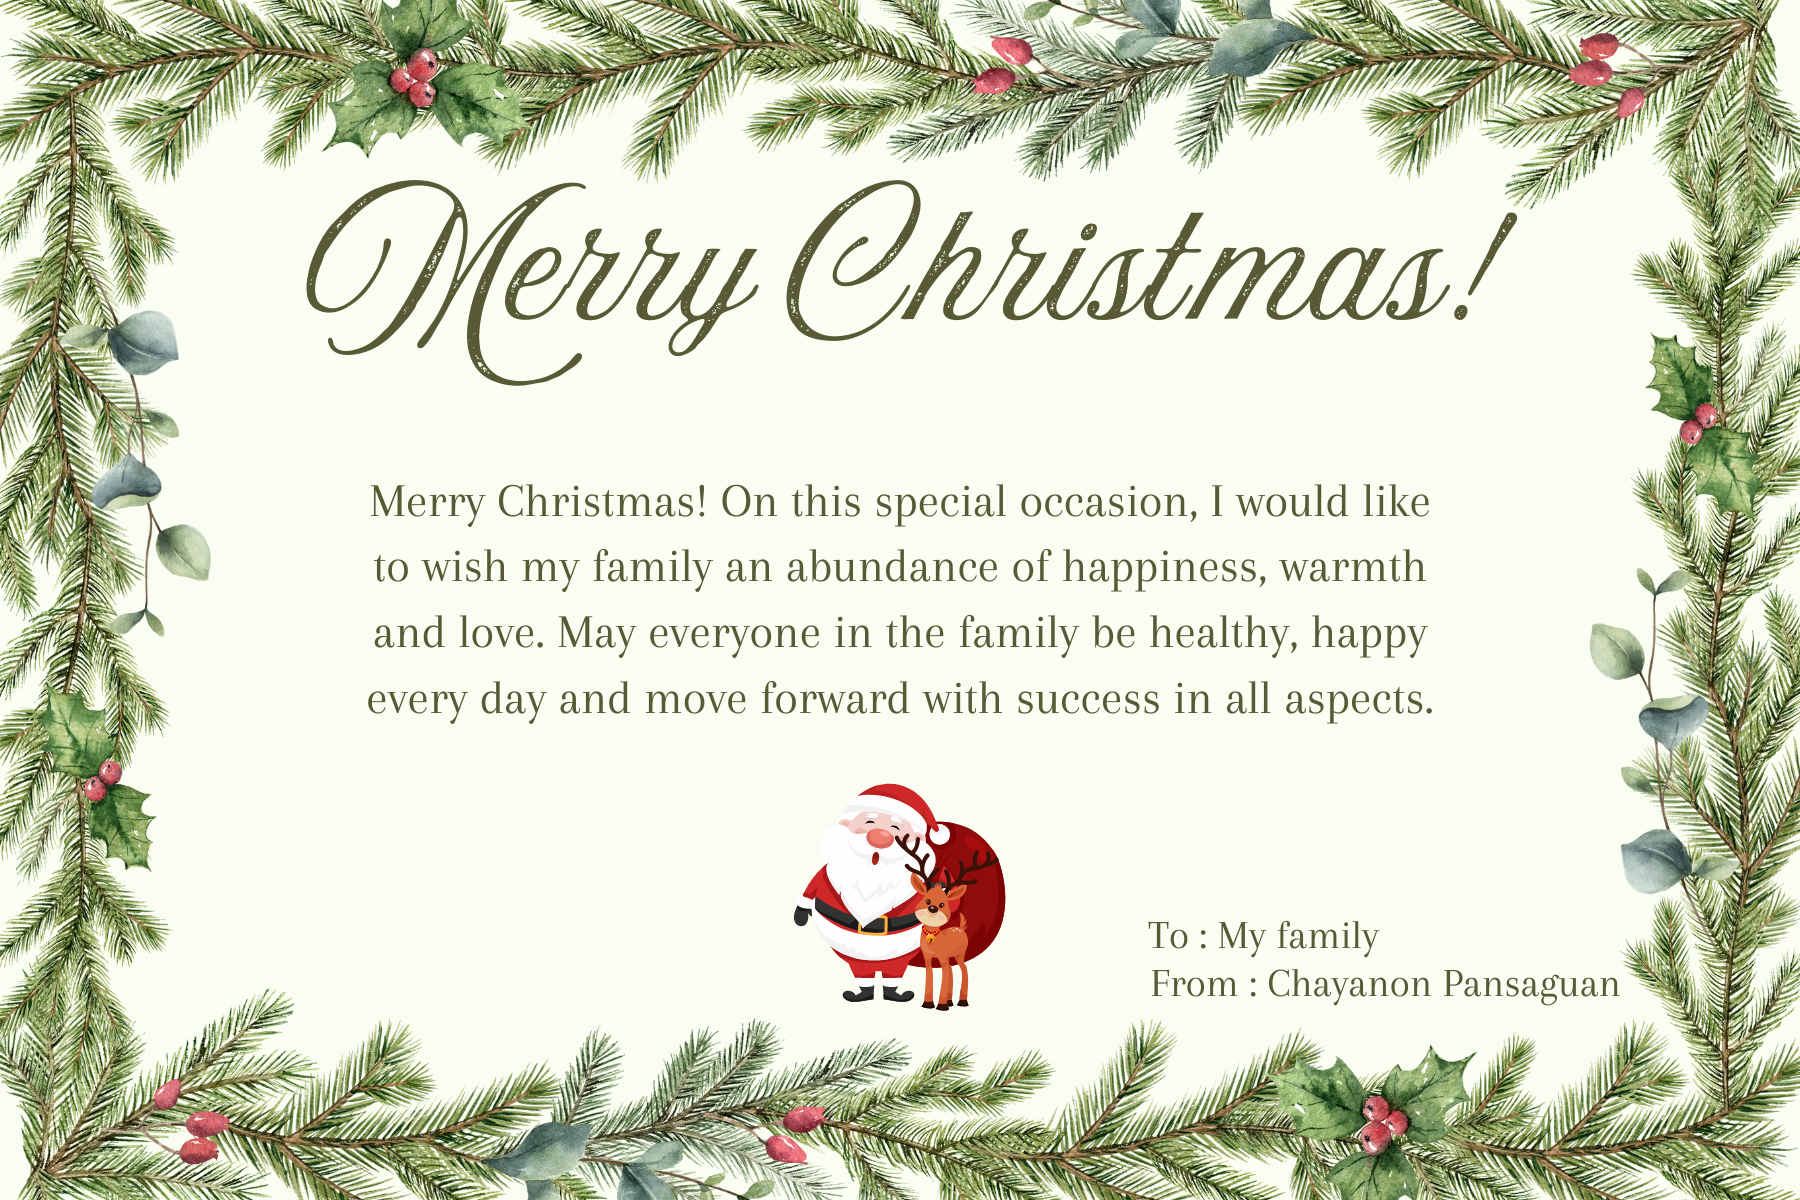 Merry Christmas!
Merry Christmas! On this special occasion, I would like
to wish my family an abundance of happiness, warmth
and love. May everyone in the family be healthy, happy
every day and move forward with success in all aspects.
To : My family
From : Chayanon Pansaguan